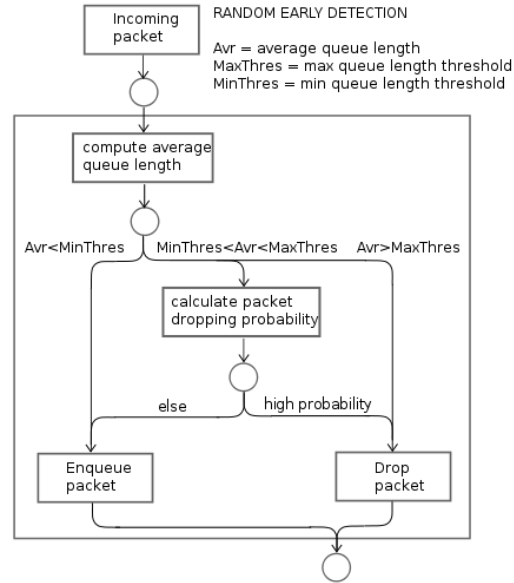 Incoming
packet
RANDOM EARLY DETECTION
Avr = average queue length
MaxThres = max queue length threshold
MinThres = min queue length threshold
compute average
queue length
Avr<MinThres
MinThres<Avr<MaxThres
Avr>MaxThres
calculate packet
dropping probability
else
high probability
Enqueue
packet
Drop
packet